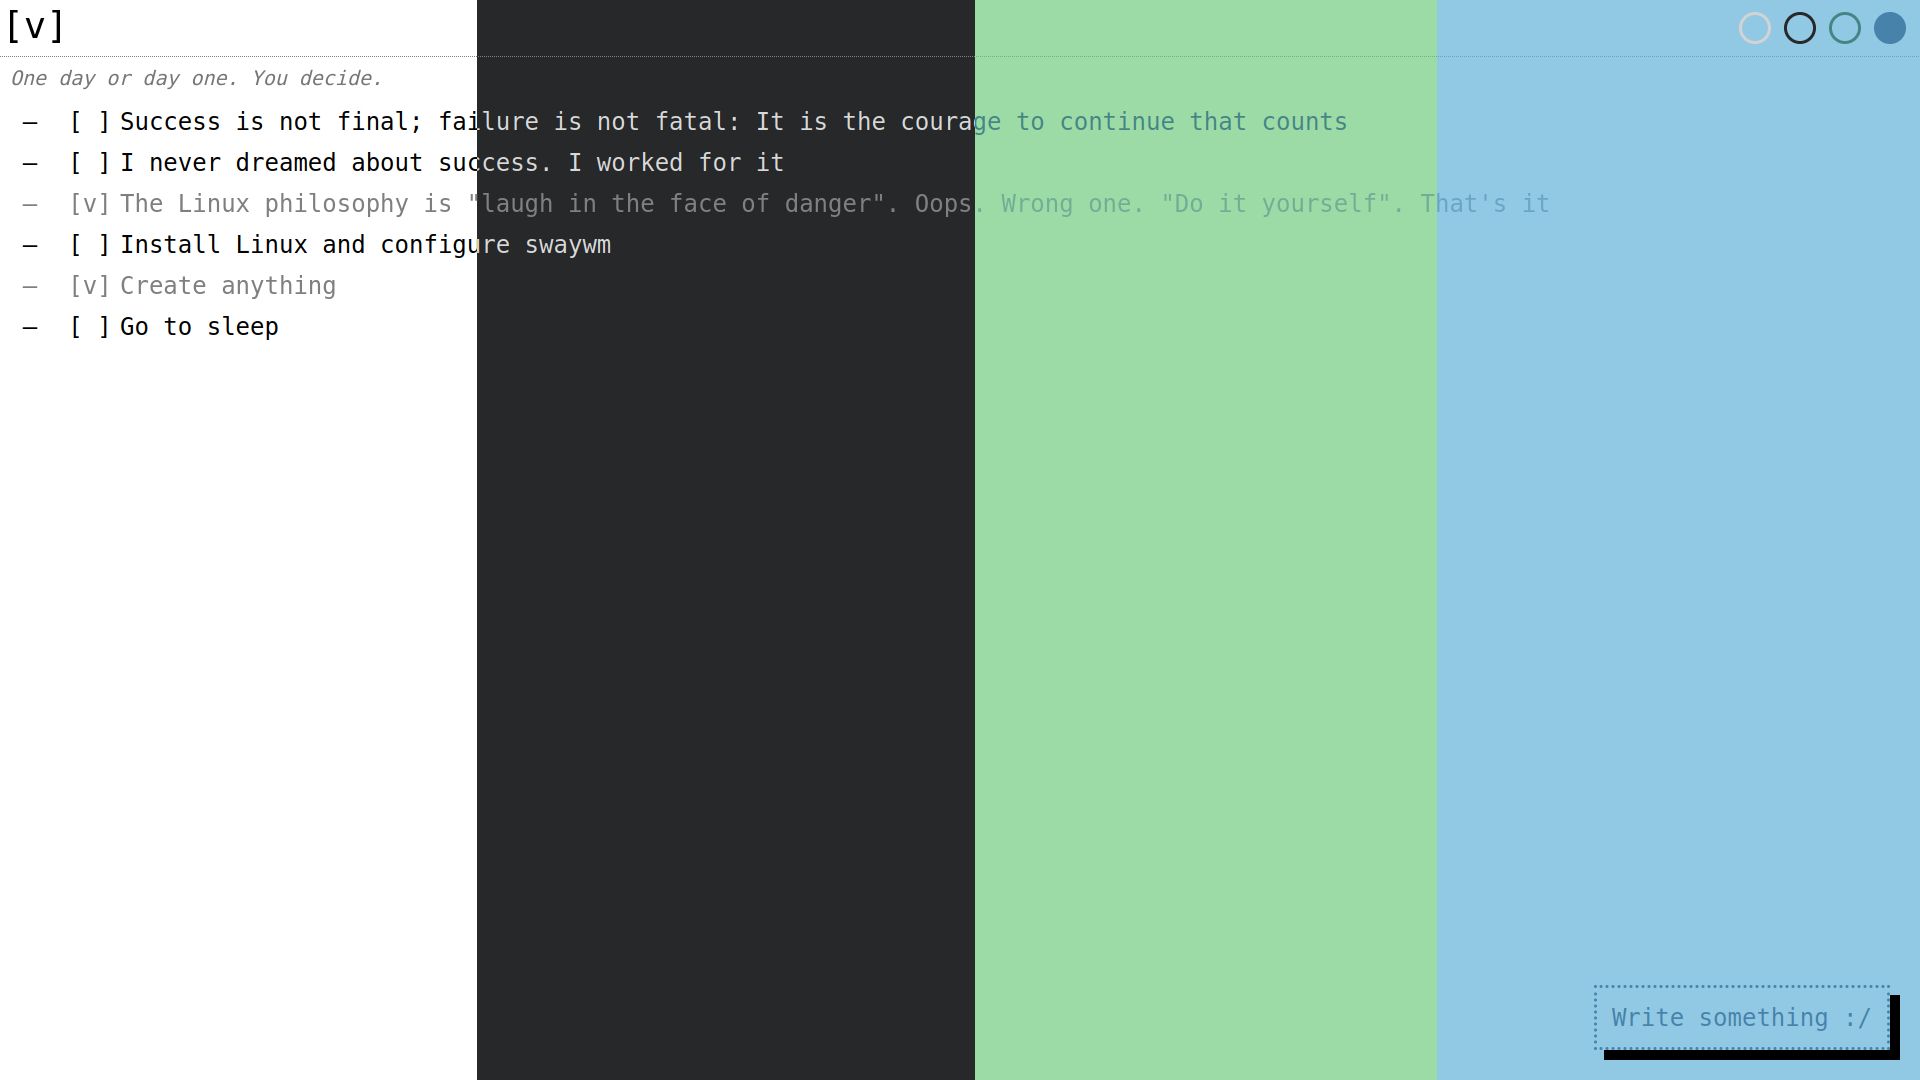 [v]
One day or day one. You decide.
– [ ] Success is not final; failure is not fatal: It is the courage to continue that counts
– [ ] I never dreamed about success. I worked for it
– [v] The Linux philosophy is "laugh in the face of danger". Oops. Wrong one. "Do it yourself". That's it
– [ ] Install Linux and configure swaywm
– [v] Create anything
– [ ] Go to sleep
Write something :/